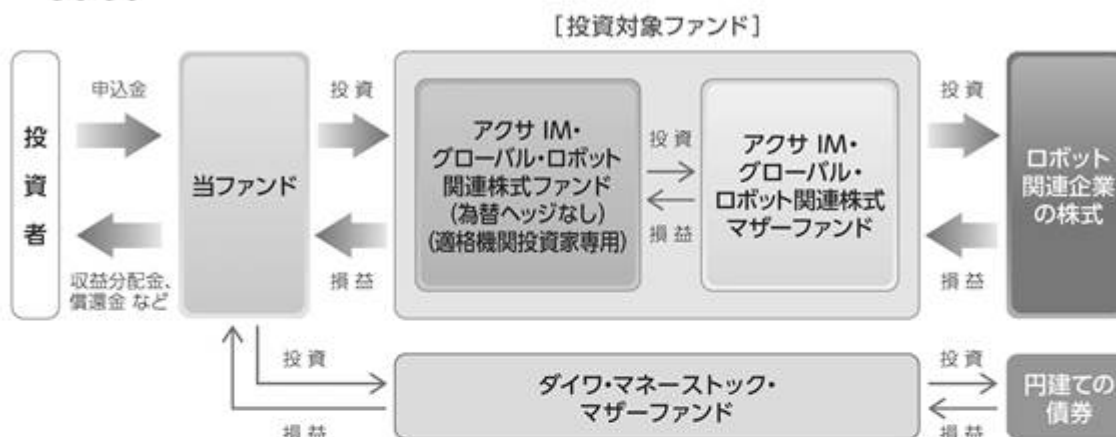 [投資対象ファンド]
投資者
申込金
収益分配金、
償還金 など
当ファンド
投資
損益
アクサ IM・
グローバル・ロボット
関連株式ファンド
(為替ヘッジなし)
(適格機関投資家専用)
投資
損益
アクサ IM・
グローバル・
ロボット関連株式
マザーファンド
投資
損益
ロボット
関連企業
の株式
投資
損益
ダイワ・マネーストック・
マザーファンド
投資
損益
円建ての
債券